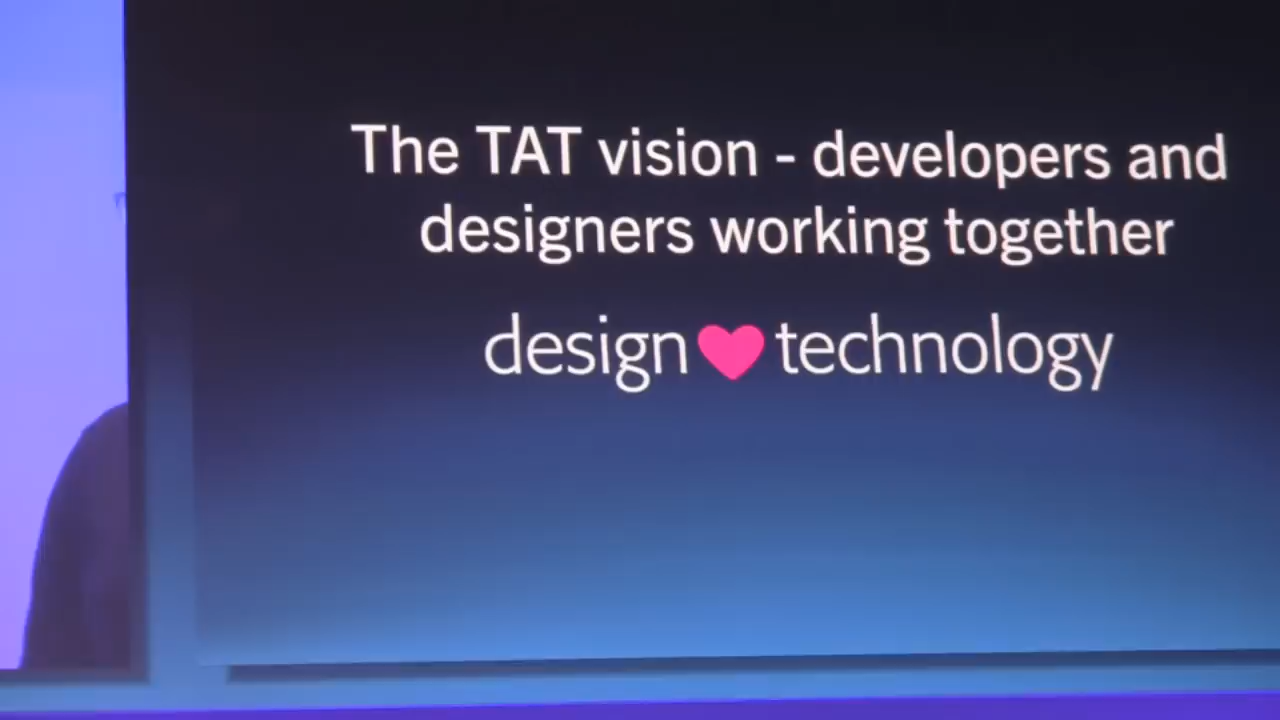 The TAT vision - developers and
designers working together
design♥technology